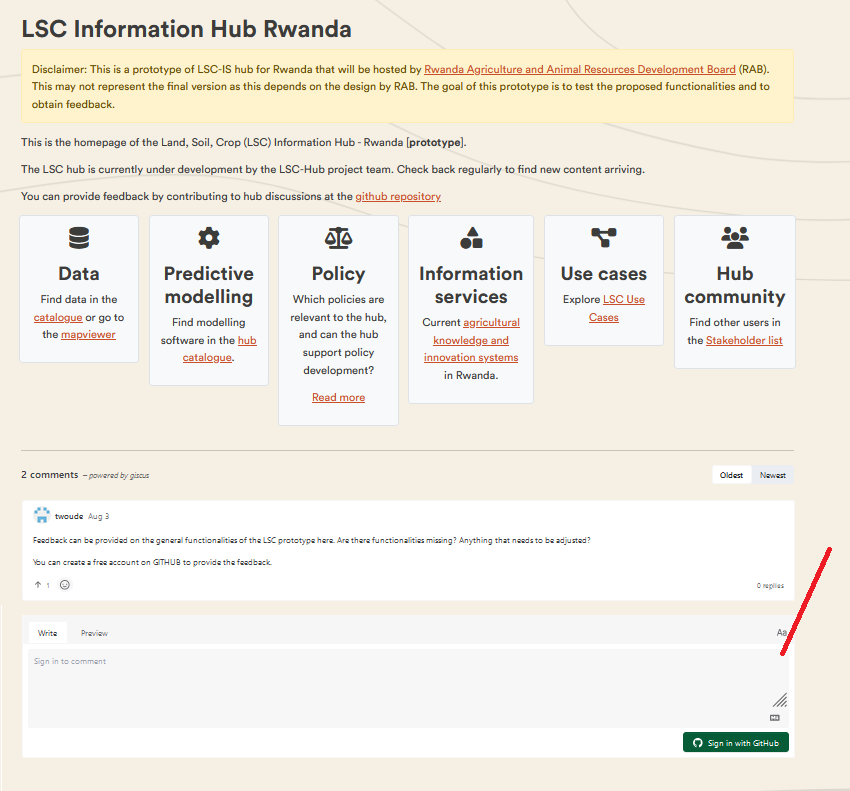 LSC Information Hub Rwanda
Disclaimer: This is a prototype of LSC-IS hub for Rwanda that will be hosted by Rwanda Agriculture and Animal Resources Development Board (RAB).
This may not represent the final version as this depends on the design by RAB. The goal of this prototype is to test the proposed functionalities and to
obtain feedback.
This is the homepage of the Land, Soil, Crop (LSC) Information Hub - Rwanda [prototype].
The LSC hub is currently under development by the LSC-Hub project team. Check back regularly to find new content arriving.
You can provide feedback by contributing to hub discussions at the github repository
Data
Find data in the
catalogue or go to
the mapviewer
Predictive
modelling
Find modelling
software in the hub
catalogue.
Policy
Which policies are
relevant to the hub,
and can the hub
support policy
development?
Read more
Information
services
Current agricultural
knowledge and
innovation systems
in Rwanda.
Use cases
Explore LSC Use
Cases
Hub
community
Find other users in
the Stakeholder list
2 comments – powered by giscus
Oldest Newest
twoude Aug 3
Feedback can be provided on the general functionalities of the LSC prototype here. Are there functionalities missing? Anything that needs to be adjusted?
You can create a free account on GITHUB to provide the feedback.
1
0 replies
Write Preview
Aa
Sign in to comment
Sign in with GitHub